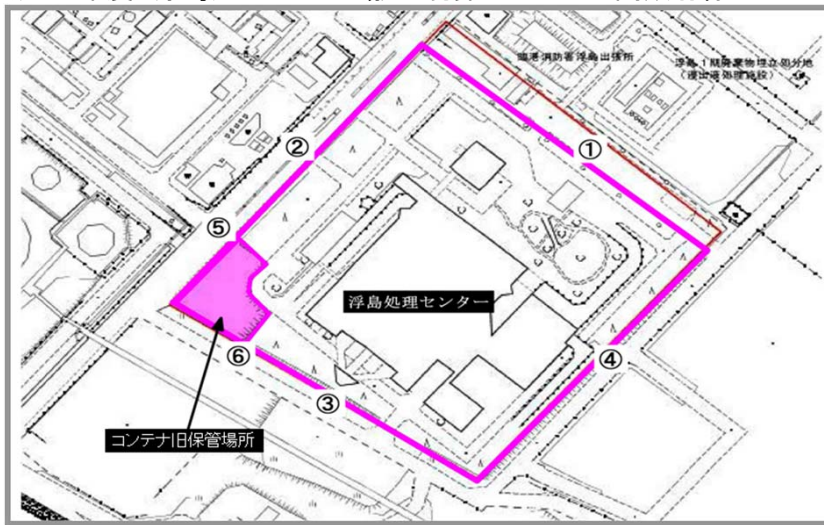 臨港消防署浮島出張所
浮島1期廃棄物埋立処分地
(浸出液処理施設)
①
②
⑤
浮島処理センター
④
⑥
③
コンテナ旧保管場所